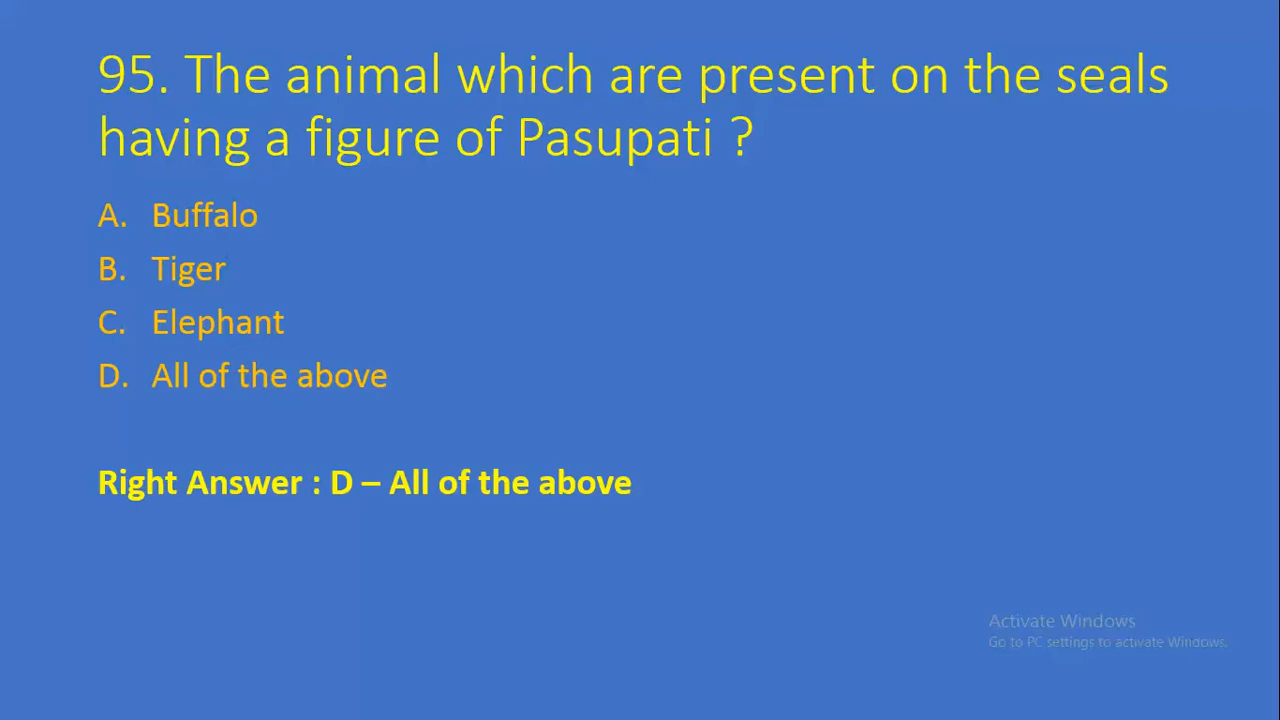 95. The animal which are present on the seals
having a figure of Pasupati ?
A. Buffalo
B. Tiger
C. Elephant
D. All of the above
Right Answer : D – All of the above
Activate Windows
Go to PC settings to activate Windows.